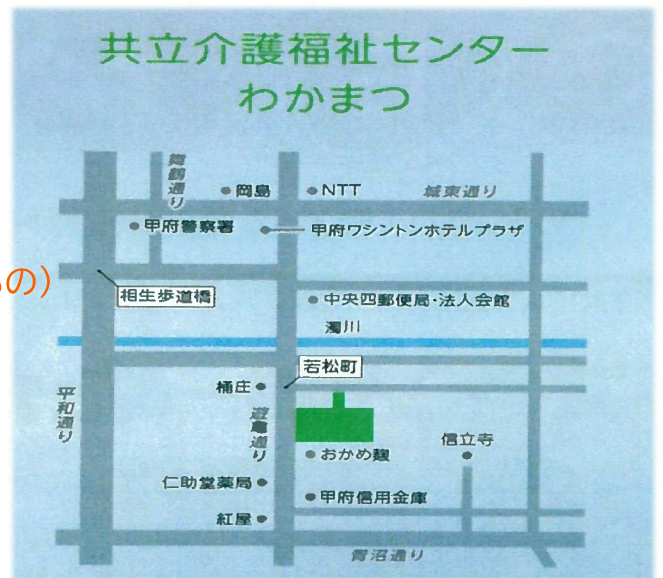 共立介護福祉センター
わかまつ
舞鶴通り
岡島
NTT
城東通り
甲府警察署
甲府ワシントンホテルプラザ
の)
相生歩道橋
中央四郵便局・法人会館
濁川
若松町
桶庄
平和通り
遊亀通り
信立寺
おかめ麹
仁助堂薬局
甲府信用金庫
紅屋
青沼通り